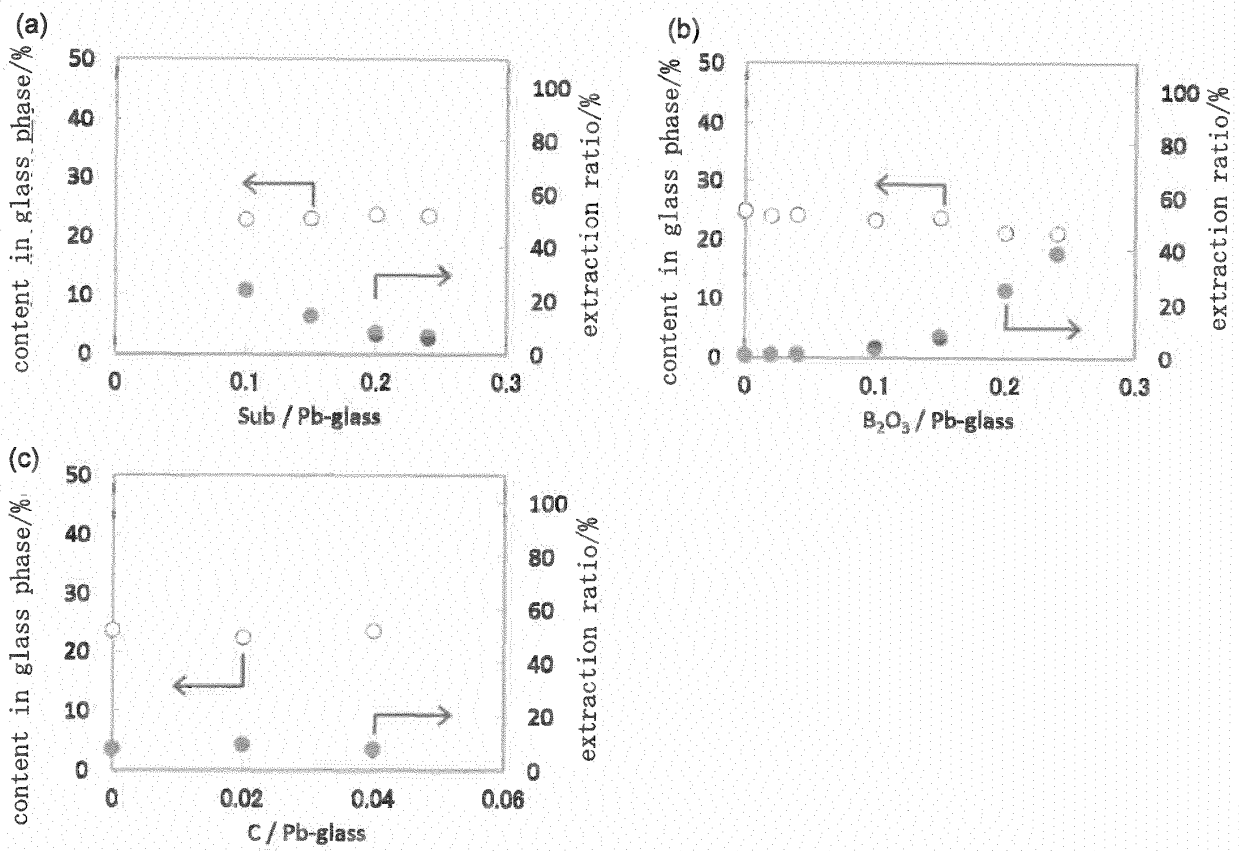 (a)
content in glass phase/%
50
40
30
20
10
0
100
80
60
40
20
0
extraction ratio/%
0 0.1 0.2 0.3
Sub / Pb-glass
(b)
content in glass phase/%
50
40
30
20
10
0
100
80
60
40
20
0
extraction ratio/%
0 0.1 0.2 0.3
B₂O₃ / Pb-glass
(c)
content in glass phase/%
50
40
30
20
10
0
100
80
60
40
20
0
extraction ratio/%
0 0.02 0.04 0.06
C / Pb-glass